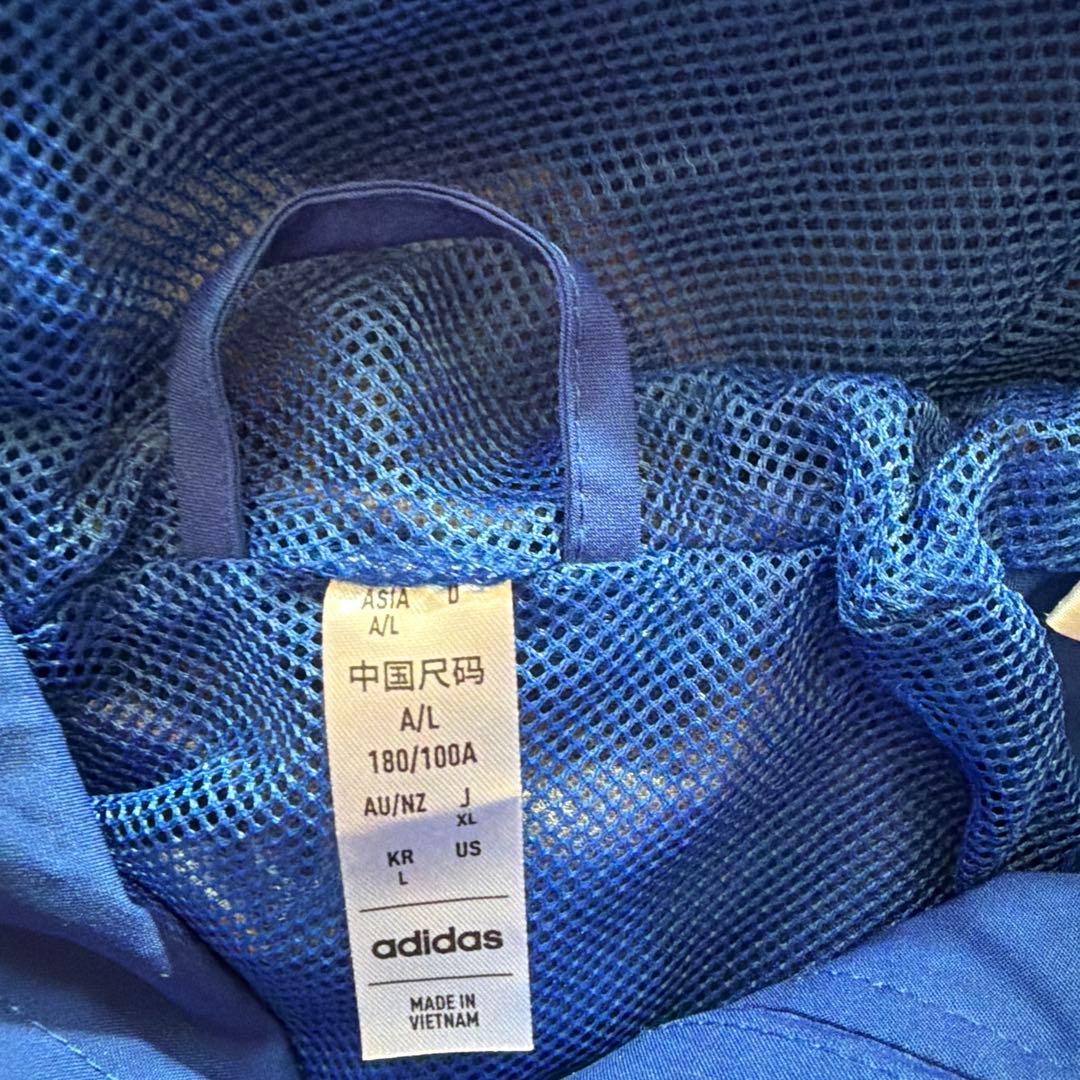 ASIA D
A/L
中国尺码
A/L
180/100A
AU/NZ J
XL
KR US
L
adidas
MADE IN
VIETNAM